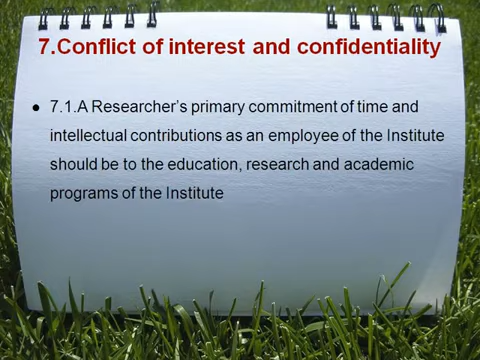 7.Conflict of interest and confidentiality
● 7.1.A Researcher's primary commitment of time and
intellectual contributions as an employee of the Institute
should be to the education, research and academic
programs of the Institute